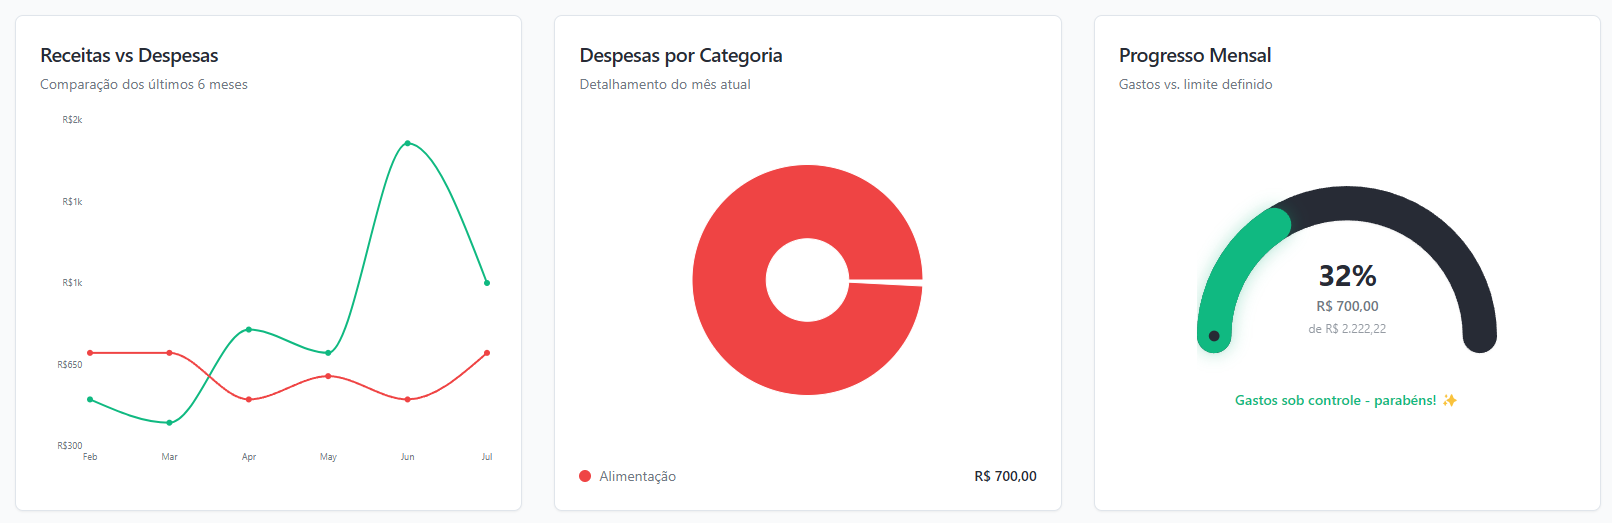 Receitas vs Despesas
Comparação dos últimos 6 meses
R$2k
R$1k
R$1k
R$650
R$300
Feb Mar Apr May Jun Jul
Despesas por Categoria
Detalhamento do mês atual
Alimentação R$ 700,00
Progresso Mensal
Gastos vs. limite definido
32%
R$ 700,00
de R$ 2.222,22
Gastos sob controle - parabéns! ✨